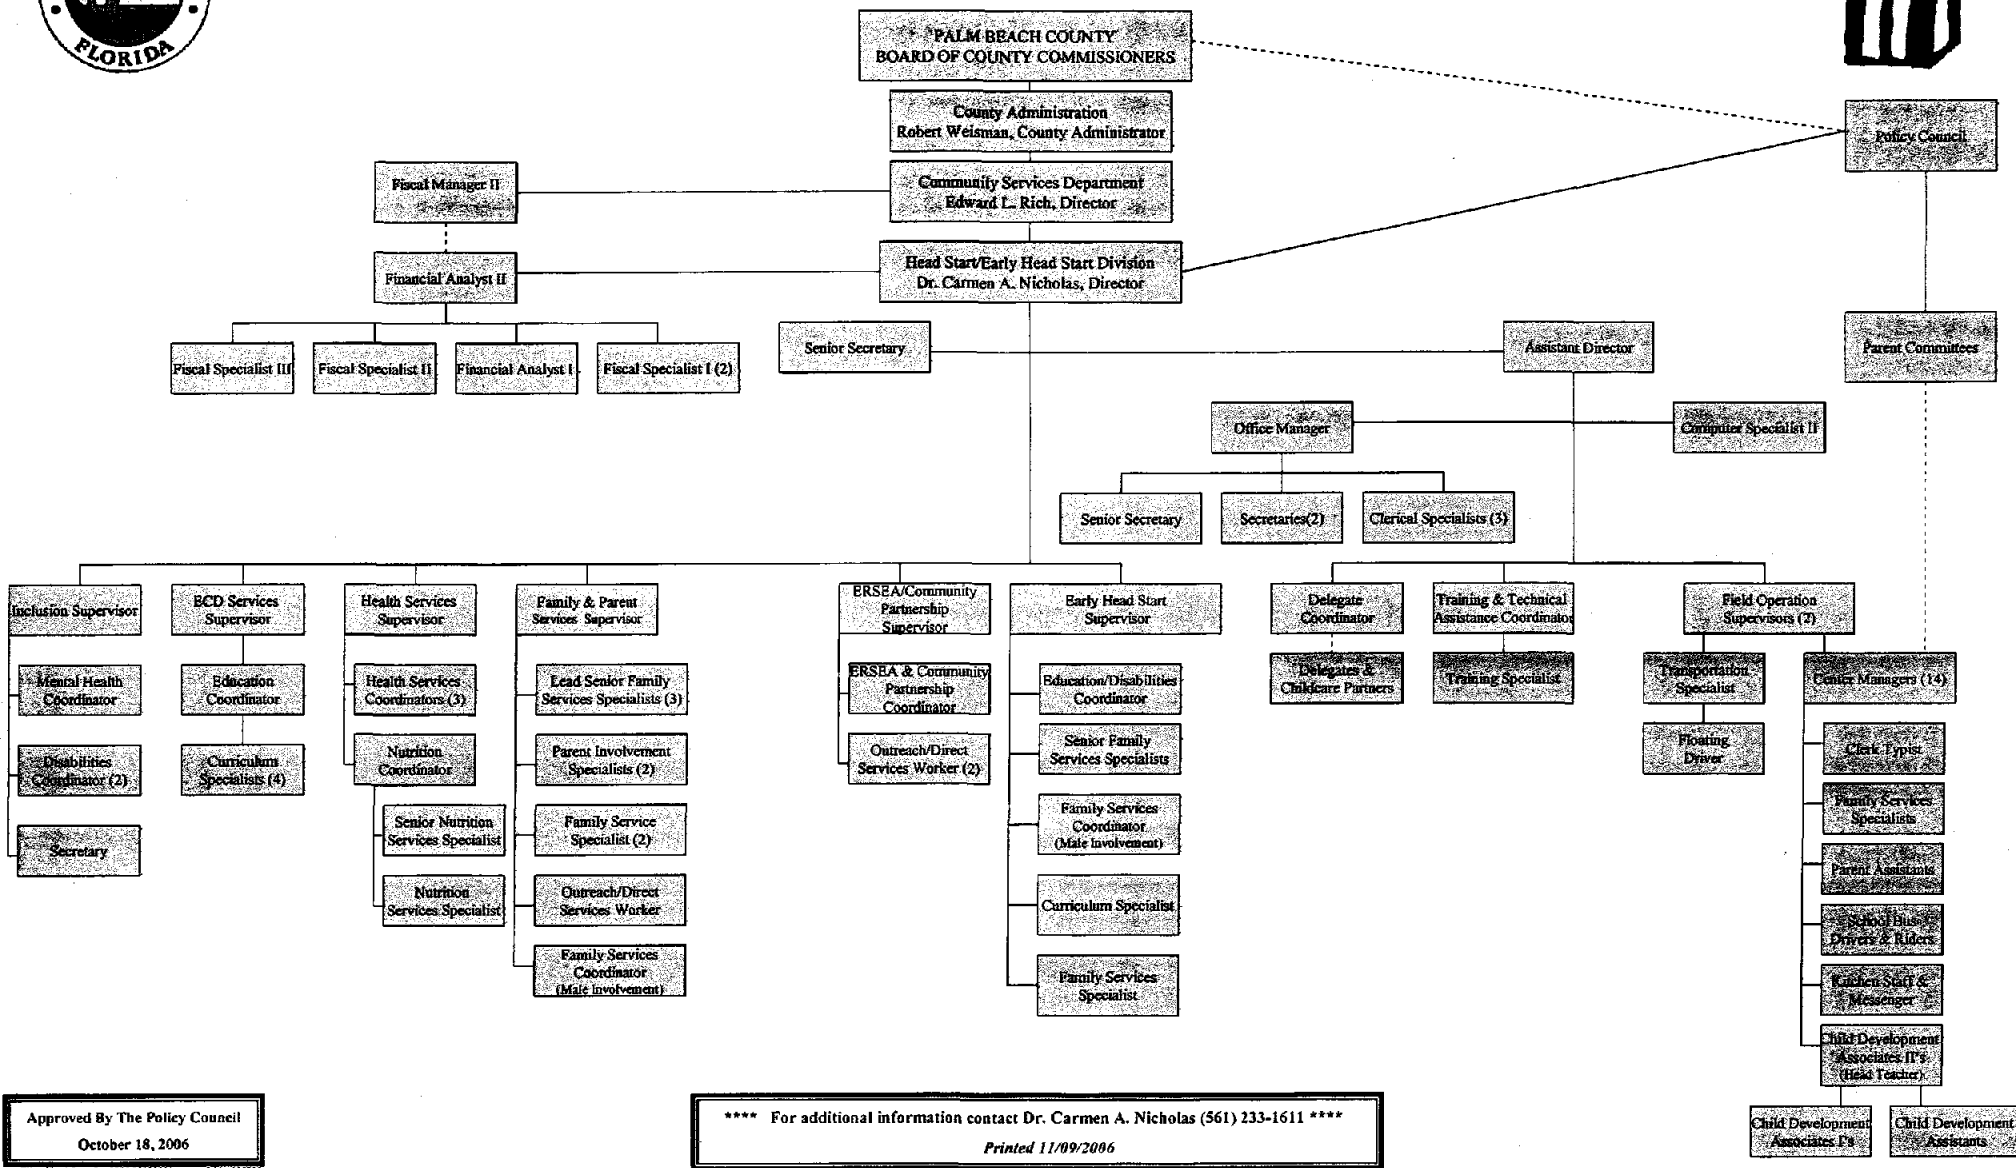 FLORIDA
PALM BEACH COUNTY
BOARD OF COUNTY COMMISSIONERS
County Administration
Robert Weisman, County Administrator
Policy Council
Fiscal Manager II
Community Services Department
Edward L. Rich, Director
Financial Analyst II
Head Start/Early Head Start Division
Dr. Carmen A. Nicholas, Director
Fiscal Specialist III
Fiscal Specialist II
Financial Analyst I
Fiscal Specialist I (2)
Senior Secretary
Assistant Director
Parent Committees
Office Manager
Computer Specialist II
Senior Secretary
Secretaries(2)
Clerical Specialists (3)
Inclusion Supervisor
ECD Services
Supervisor
Health Services
Supervisor
Family & Parent
Services Supervisor
ERSEA/Community
Partnership
Supervisor
Early Head Start
Supervisor
Delegate
Coordinator
Training & Technical
Assistance Coordinator
Field Operation
Supervisors (2)
Mental Health
Coordinator
Disabilities
Coordinator (2)
Secretary
Education
Coordinator
Curriculum
Specialists (4)
Health Services
Coordinators (3)
Nutrition
Coordinator
Senior Nutrition
Services Specialist
Nutrition
Services Specialist
Lead Senior Family
Services Specialists (3)
Parent Involvement
Specialists (2)
Family Service
Specialist (2)
Outreach/Direct
Services Worker
Family Services
Coordinator
(Male Involvement)
ERSEA & Community
Partnership
Coordinator
Outreach/Direct
Services Worker (2)
Education/Disabilities
Coordinator
Senior Family
Services Specialists
Family Services
Coordinator
(Male Involvement)
Curriculum Specialist
Family Services
Specialist
Delegates &
Childcare Partners
Training Specialist
Transportation
Specialist
Floating
Driver
Center Managers (14)
Clerk Typist
Family Services
Specialists
Parent Assistants
School Bus
Drivers & Riders
Kitchen Staff &
Messenger
Child Development
Associates II's
(Head Teacher)
Child Development
Associates I's
Child Development
Assistants
Approved By The Policy Council
October 18, 2006
**** For additional information contact Dr. Carmen A. Nicholas (561) 233-1611 ****
Printed 11/09/2006